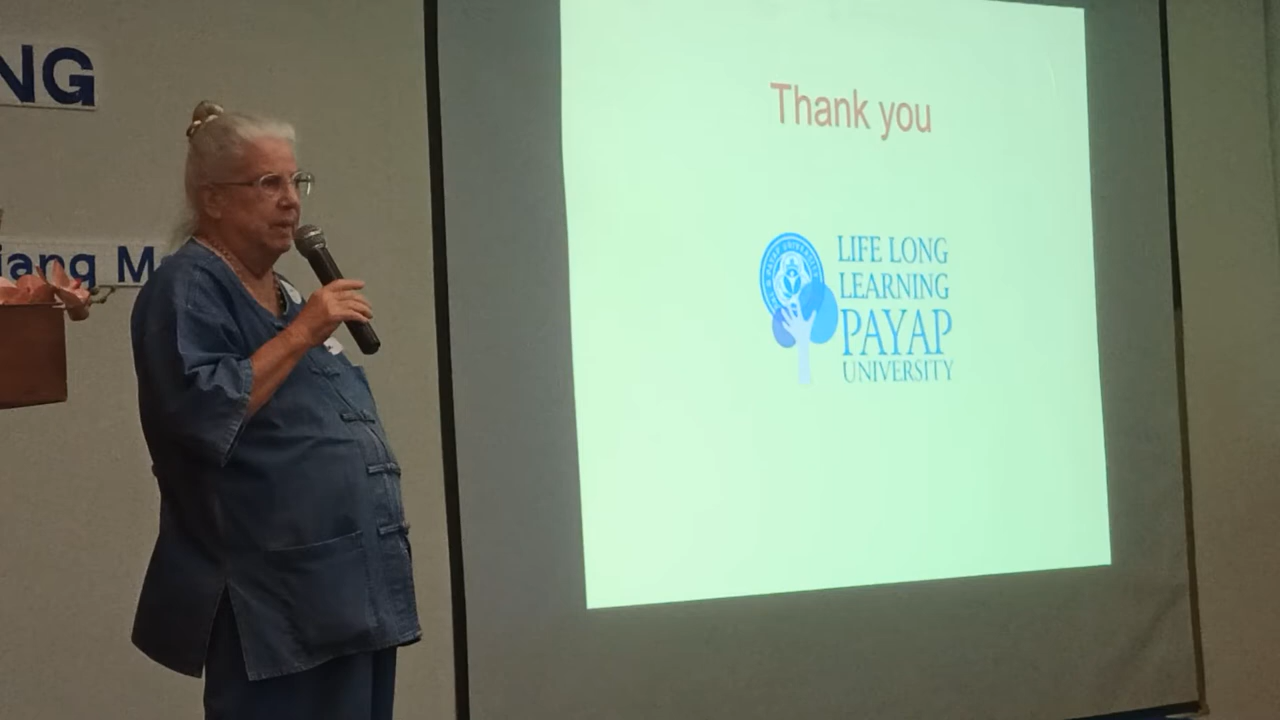 NG
iang M
Thank you
LIFE LONG
LEARNING
PAYAP
UNIVERSITY